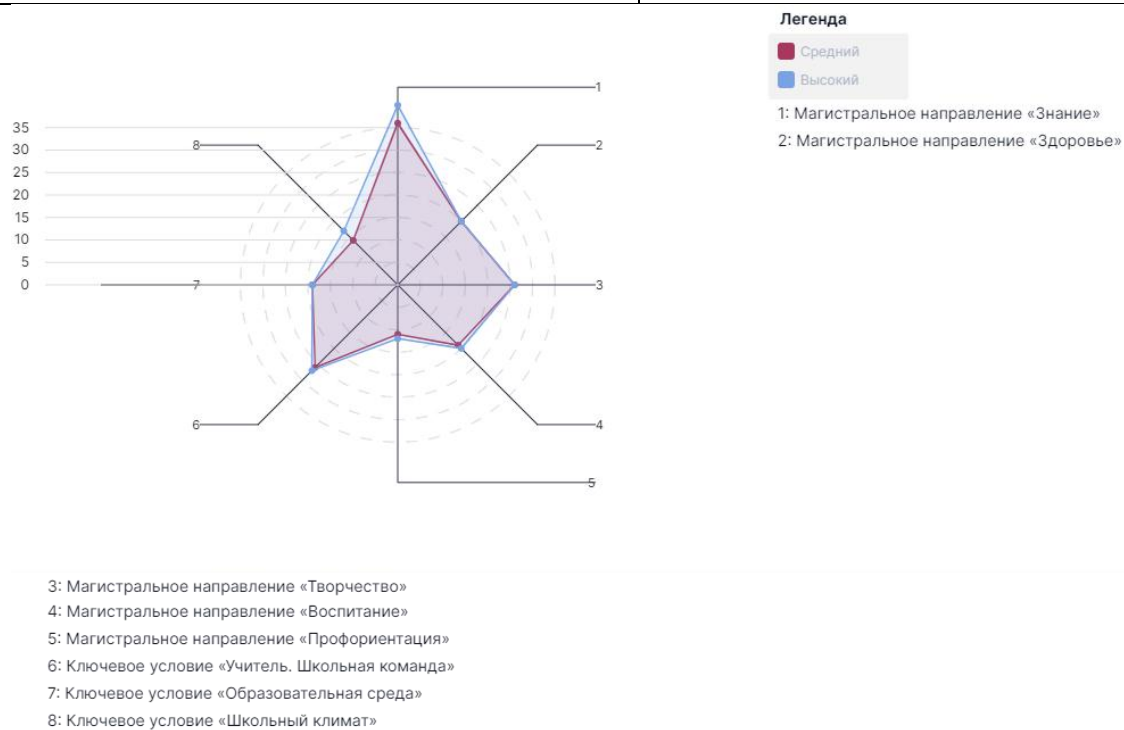 Легенда
Средний
Высокий
1: Магистральное направление «Знание»
2: Магистральное направление «Здоровье»
1
2
3
4
5
6
7
8
35
30
25
20
15
10
5
0
3: Магистральное направление «Творчество»
4: Магистральное направление «Воспитание»
5: Магистральное направление «Профориентация»
6: Ключевое условие «Учитель. Школьная команда»
7: Ключевое условие «Образовательная среда»
8: Ключевое условие «Школьный климат»